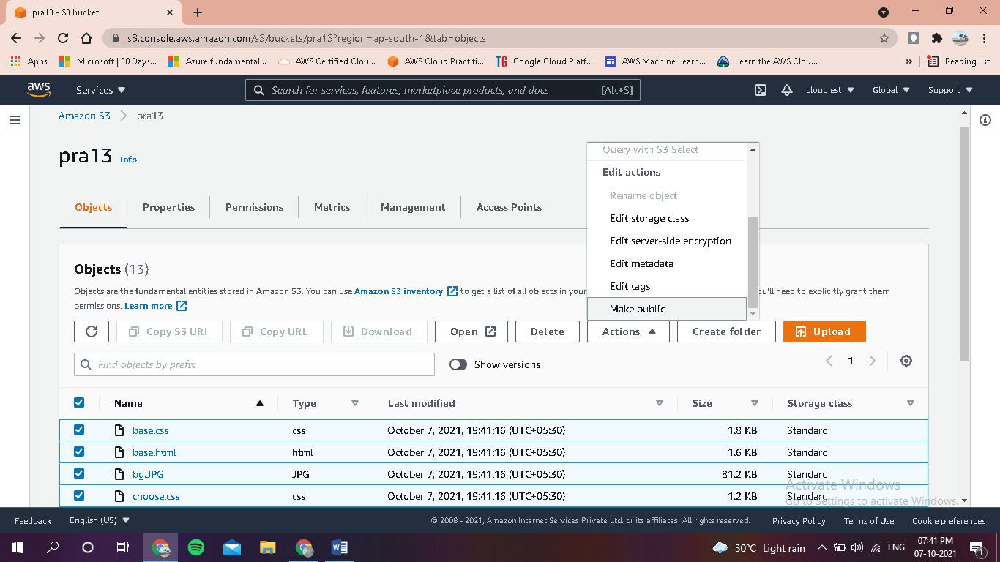 pra13 - S3 bucket
s3.console.aws.amazon.com/s3/buckets/pra13?region=ap-south-1&tab=objects
Apps Microsoft | 30 Days... Azure fundamental... AWS Certified Clou... AWS Cloud Practiti... TG Google Cloud Platf... AWS Machine Learn... Learn the AWS Clou... » Reading list
aws Services Search for services, features, marketplace products, and docs [Alt+S] cloudiest Global Support
Amazon S3 pra13
pra13 Info
Objects Properties Permissions Metrics Management Access Points
Query with S3 Select
Edit actions
Rename object
Edit storage class
Edit server-side encryption
Edit metadata
Edit tags
Make public
Objects (13)
Objects are the fundamental entities stored in Amazon S3. You can use Amazon S3 inventory to get a list of all objects in your u'll need to explicitly grant them
permissions. Learn more
Copy S3 URI Copy URL Download Open Delete Actions Create folder Upload
Find objects by prefix Show versions 1
Name Type Last modified Size Storage class
base.css css October 7, 2021, 19:41:16 (UTC+05:30) 1.8 KB Standard
base.html html October 7, 2021, 19:41:16 (UTC+05:30) 1.6 KB Standard
bg.JPG JPG October 7, 2021, 19:41:16 (UTC+05:30) 81.2 KB Standard
choose.css css October 7, 2021, 19:41:16 (UTC+05:30) 1.2 KB Standard
Activate Windows
Go to Settings to activate Windows.
Feedback English (US) © 2008 - 2021, Amazon Internet Services Private Ltd. or its affiliates. All rights reserved. Privacy Policy Terms of Use Cookie preferences
30°C Light rain ENG 07:41 PM
07-10-2021 1